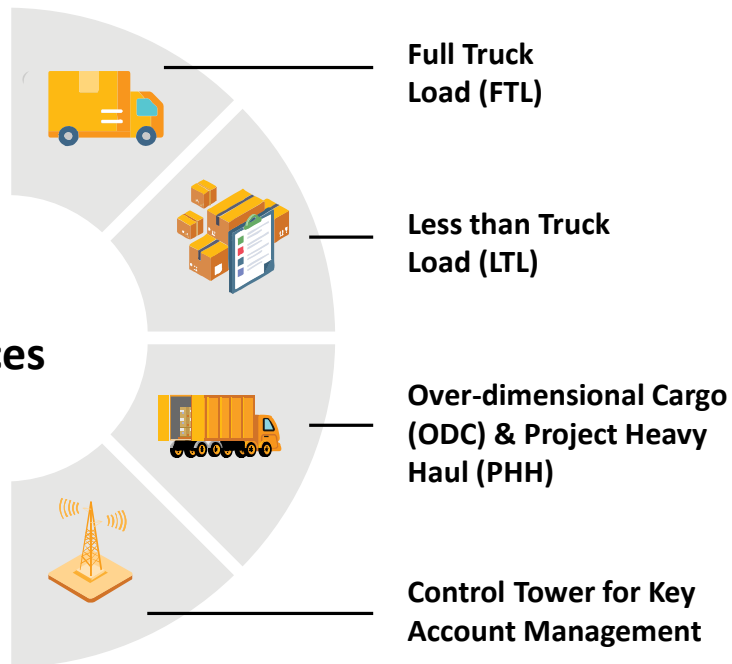 Full Truck
Load (FTL)
Less than Truck
Load (LTL)
Over-dimensional Cargo
(ODC) & Project Heavy
Haul (PHH)
Control Tower for Key
Account Management